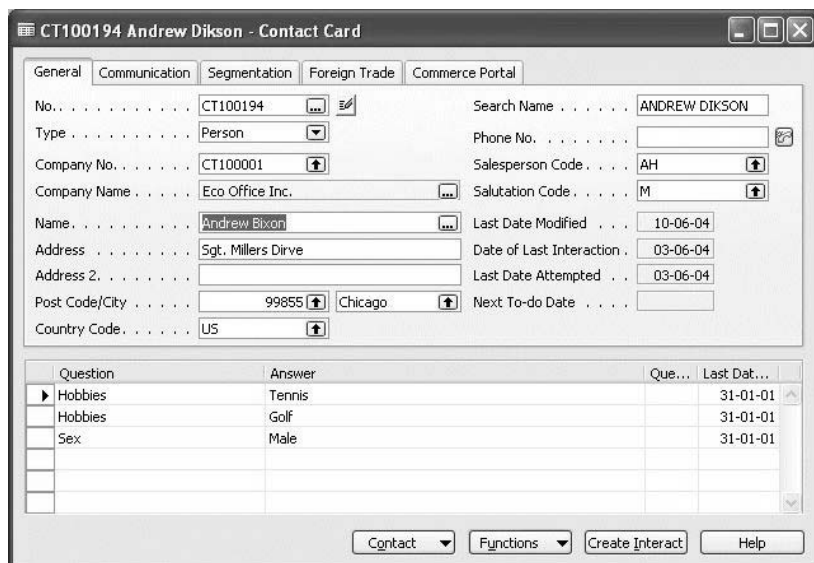 CT100194 Andrew Dikson - Contact Card
General Communication Segmentation Foreign Trade Commerce Portal
No. . . . . . . . . . . . CT100194 ... Search Name . . . . . . ANDREW DIKSON
Type . . . . . . . . . . Person Phone No. . . . . . . .
Company No. . . . . . . CT100001 Salesperson Code . . . . AH
Company Name . . . . . Eco Office Inc. ... Salutation Code . . . . . M
Name. . . . . . . . . . . Andrew Bixon ... Last Date Modified . . . 10-06-04
Address . . . . . . . . Sgt. Millers Dirve Date of Last Interaction . 03-06-04
Address 2. . . . . . . . Last Date Attempted . . 03-06-04
Post Code/City . . . . . 99855 Chicago Next To-do Date . . . .
Country Code. . . . . . US
Question Answer Que... Last Dat...
Hobbies Tennis 31-01-01
Hobbies Golf 31-01-01
Sex Male 31-01-01
Contact Functions Create Interact Help